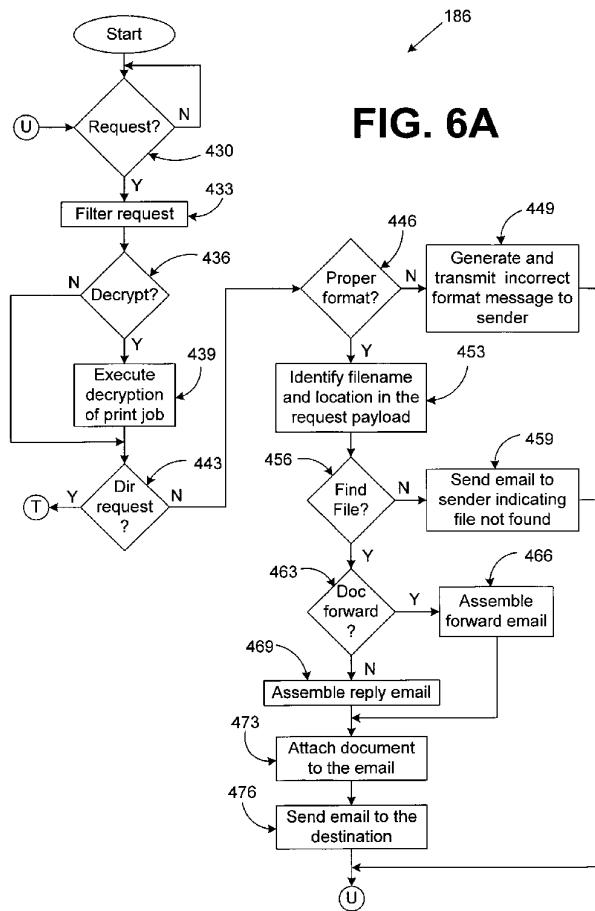 Start
186
FIG. 6A
U
Request?
N
430
Y
Filter request
433
N
Decrypt?
436
Y
Execute
decryption
of print job
439
Y
Dir
request
?
N
443
T
Proper
format?
446
N
Y
Generate and
transmit incorrect
format message to
sender
449
Identify filename
and location in the
request payload
453
456
Find
File?
N
Y
Send email to
sender indicating
file not found
459
463
Doc
forward
?
Y
N
Assemble
forward email
466
469
Assemble reply email
473
Attach document
to the email
476
Send email to the
destination
U